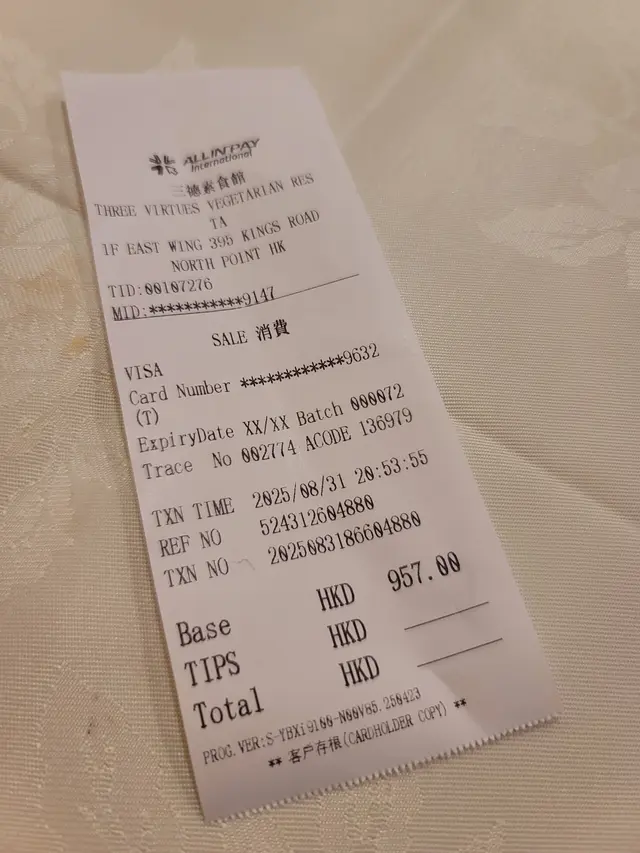 ALLINPAY
International
三德素食館
THREE VIRTUES VEGETARIAN RES
TA
1F EAST WING 395 KINGS ROAD
NORTH POINT HK
TID:00107276
MID:***********9147
SALE 消費
VISA
Card Number ************9632
(T)
ExpiryDate XX/XX Batch 000072
Trace No 002774 ACODE 136979
TXN TIME 2025/08/31 20:53:55
REF NO 524312604880
TXN NO 2025083186604880
Base HKD 957.00
TIPS HKD
Total HKD
PROG.VER:S-YBXi9100-N00V85.250423
** 客戶存根(CARDHOLDER COPY) **